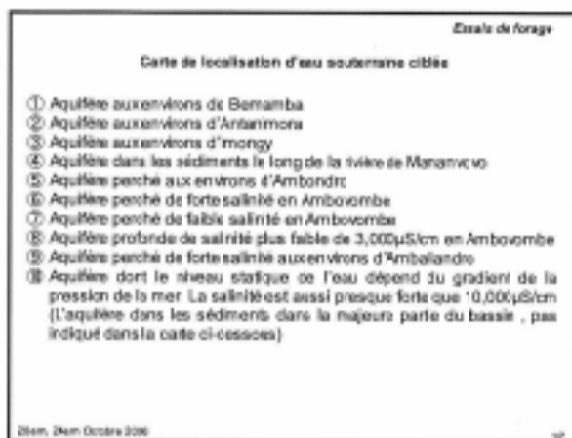 Essais de forage
Carte de localisation d'eau souterraine ciblée
① Aquifère aux environs de Bemamba
② Aquifère aux environs d'Antanimora
③ Aquifère aux environs d'Imongy
④ Aquifère dans les sédiments le long de la rivière de Manamvovo
⑤ Aquifère perché aux environs d'Ambondro
⑥ Aquifère perché de forte salinité en Ambovombe
⑦ Aquifère perché de faible salinité en Ambovombe
⑧ Aquifère profonde de salinité plus faible de 3,000µS/cm en Ambovombe
⑨ Aquifère perché de forte salinité aux environs d'Ambaliandro
⑩ Aquifère dont le niveau statique de l'eau dépend du gradient de la
pression de la mer La salinité est aussi presque forte que 10,000µS/cm
(L'aquifère dans les sédiments dans la majeure partie du bassin , pas
indiqué dans la carte ci-dessous)
Octobre 2006